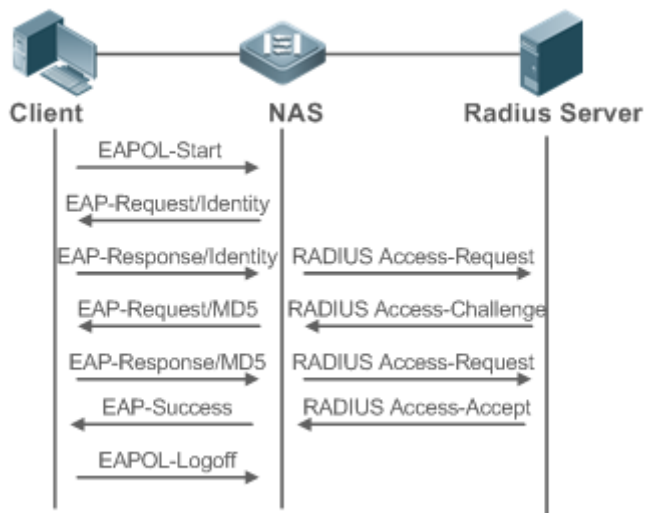 Client NAS Radius Server
EAPOL-Start
EAP-Request/Identity
EAP-Response/Identity RADIUS Access-Request
EAP-Request/MD5 RADIUS Access-Challenge
EAP-Response/MD5 RADIUS Access-Request
EAP-Success RADIUS Access-Accept
EAPOL-Logoff